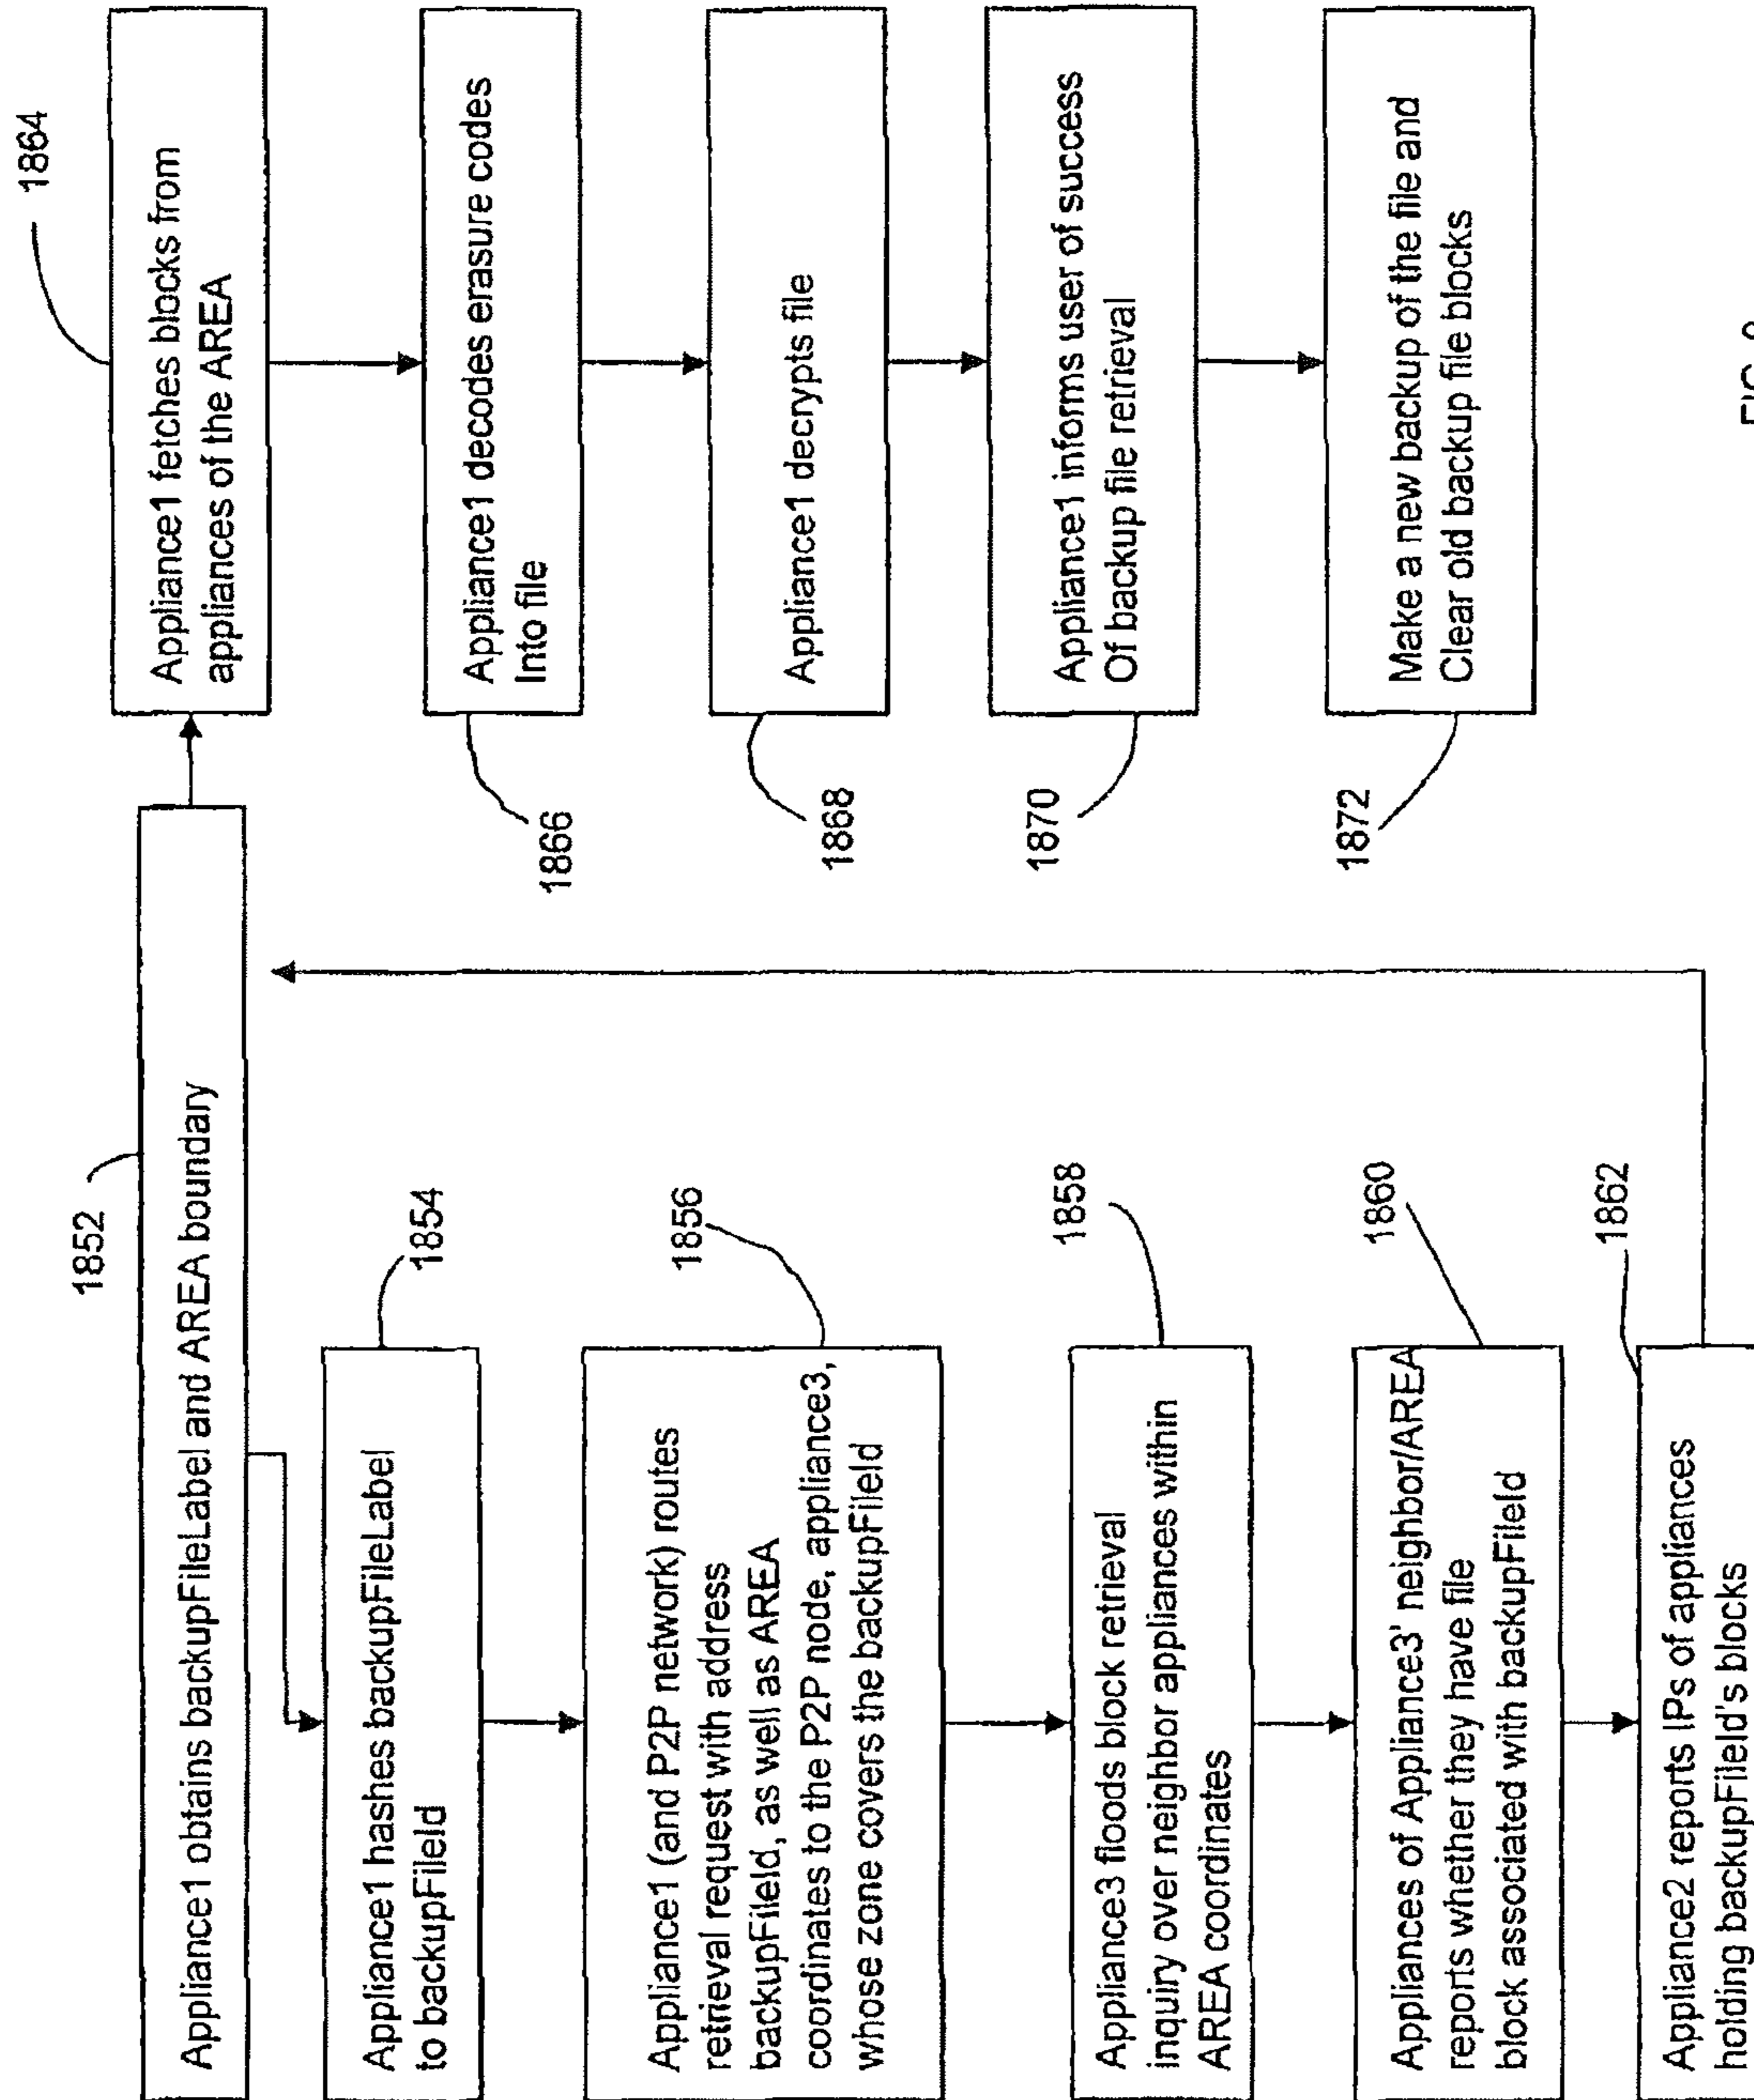 1852
Appliance1 obtains backupFileLabel and AREA boundary
1854
Appliance1 hashes backupFileLabel
to backupFileId
1856
Appliance1 (and P2P network) routes
retrieval request with address
backupFileId, as well as AREA
coordinates to the P2P node, appliance3,
whose zone covers the backupFileId
1858
Appliance3 floods block retrieval
inquiry over neighbor appliances within
AREA coordinates
1860
Appliances of Appliance3' neighbor/AREA
reports whether they have file
block associated with backupFileId
1862
Appliance2 reports IPs of appliances
holding backupFileId's blocks
1864
Appliance1 fetches blocks from
appliances of the AREA
1866
Appliance1 decodes erasure codes
Into file
1868
Appliance1 decrypts file
1870
Appliance1 informs user of success
Of backup file retrieval
1872
Make a new backup of the file and
Clear old backup file blocks
FIG.